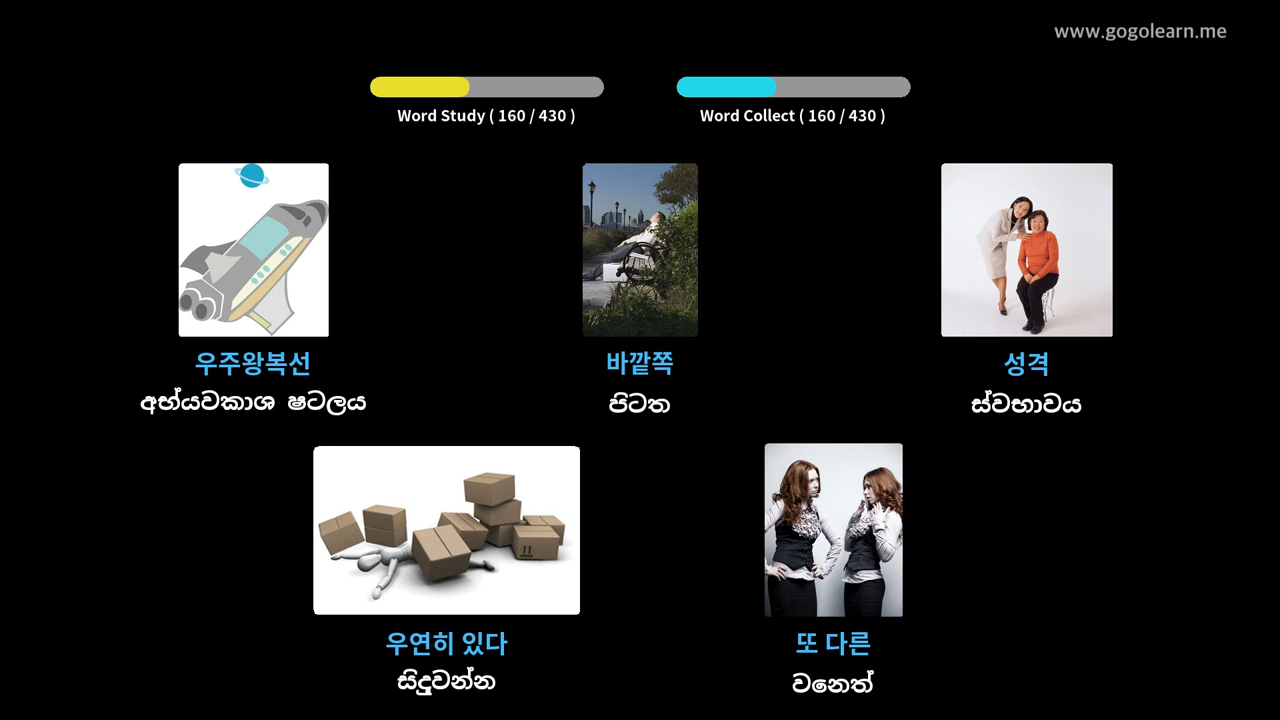 www.gogolearn.me
Word Study ( 160 / 430 )
Word Collect ( 160 / 430 )
우주왕복선
අභ්යවකාශ ෂටලය
바깥쪽
පිටත
성격
ස්වභාවය
우연히 있다
සිදුවන්න
또 다른
වනෙත්